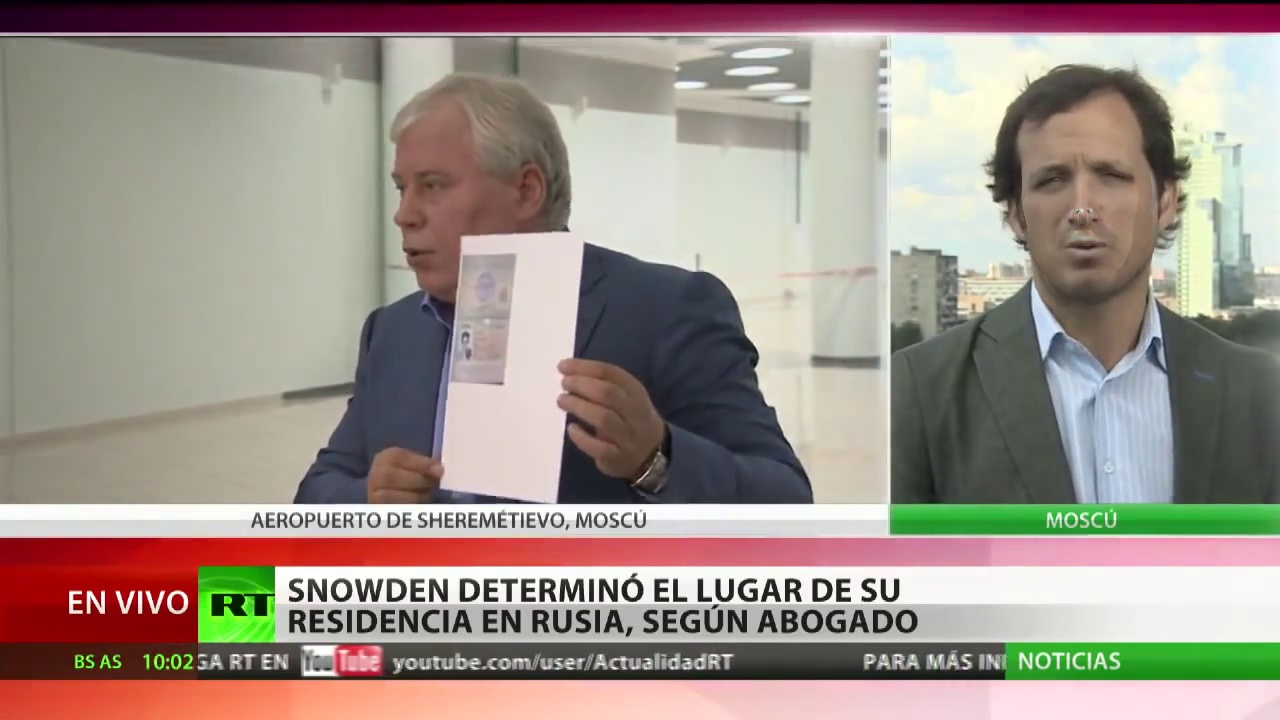 AEROPUERTO DE SHEREMÉTIEVO, MOSCÚ
MOSCÚ
EN VIVO
RT
SNOWDEN DETERMINÓ EL LUGAR DE SU
RESIDENCIA EN RUSIA, SEGÚN ABOGADO
BS AS 10:02 GA RT EN YouTube youtube.com/user/ActualidadRT PARA MÁS IN NOTICIAS